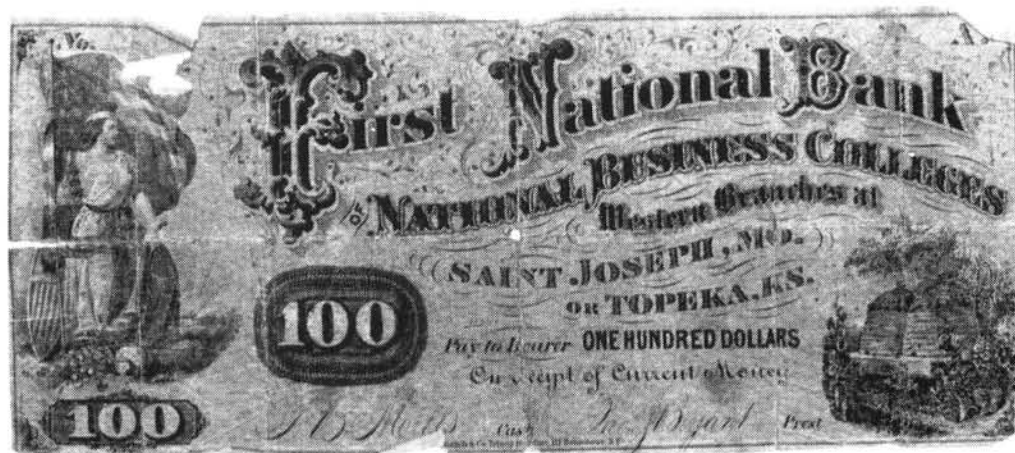 No.
First National Bank
OF NATIONAL BUSINESS COLLEGES
Western Branches at
SAINT JOSEPH, MO.
OR TOPEKA, KS.
100
Pay to Bearer ONE HUNDRED DOLLARS
On receipt of Current Money
Cash Pres't
100